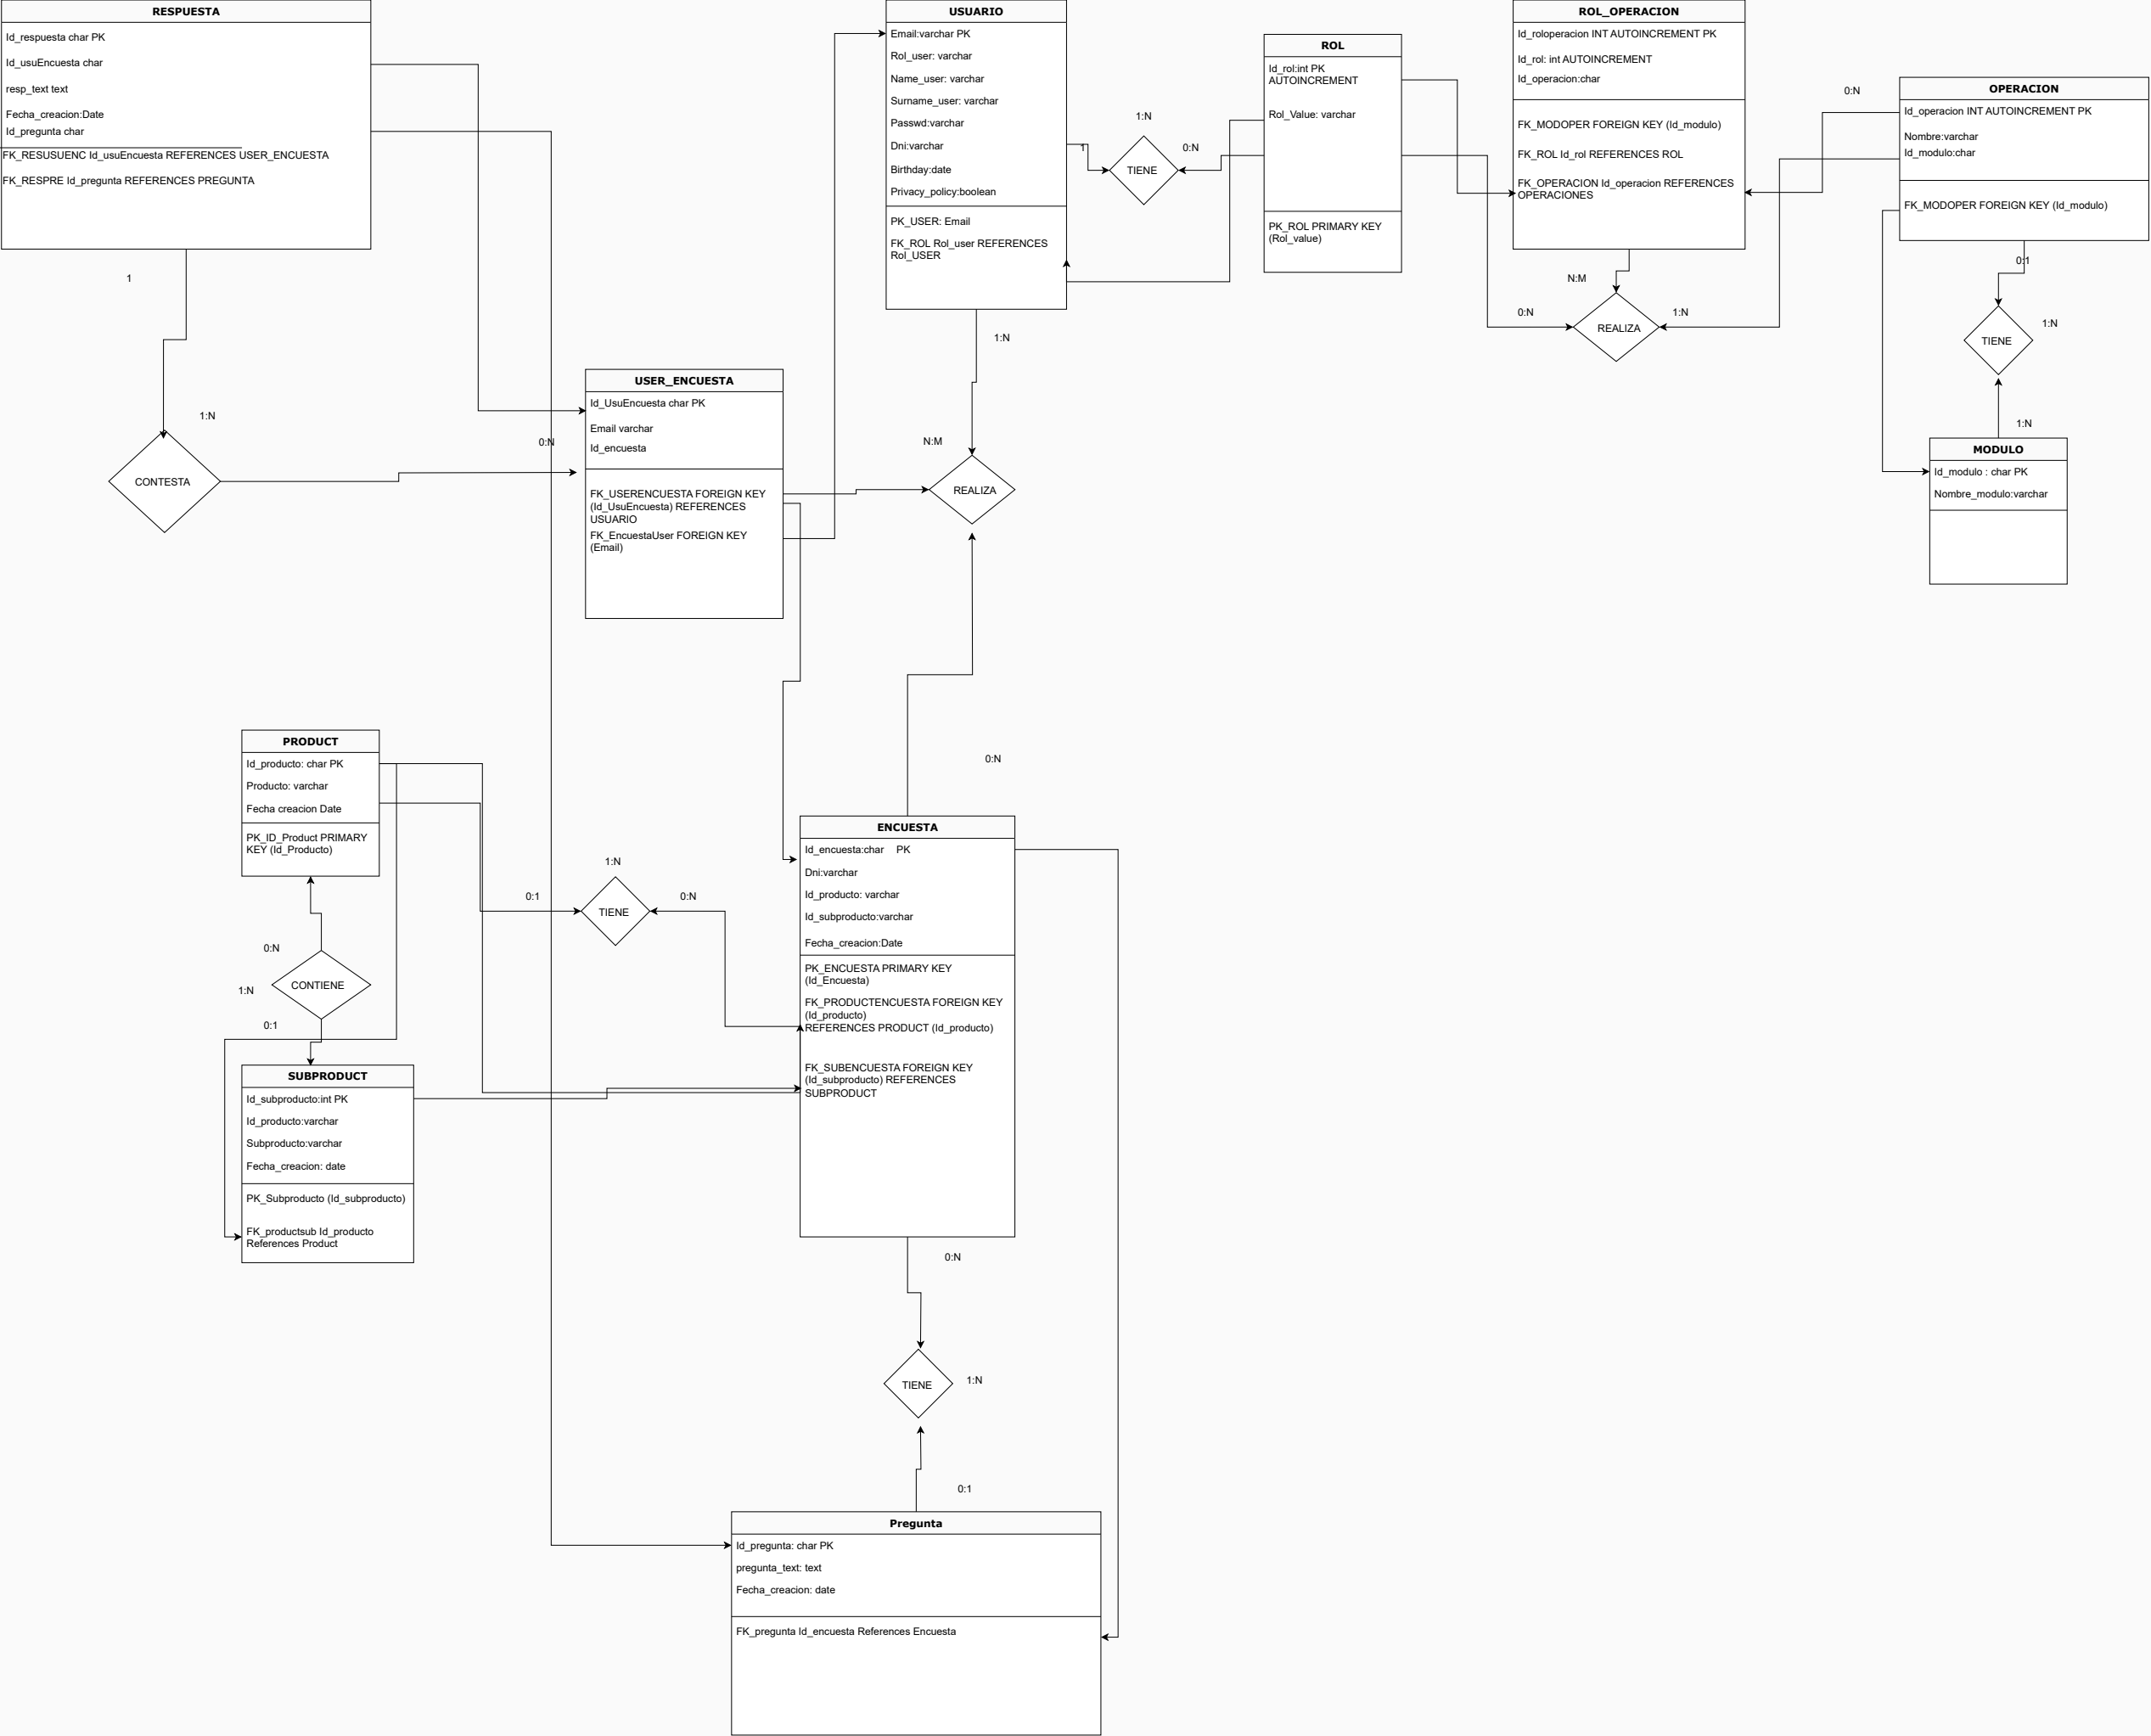 RESPUESTA
Id_respuesta char PK
Id_usuEncuesta char
resp_text text
Fecha_creacion:Date
Id_pregunta char
FK_RESUSUENC Id_usuEncuesta REFERENCES USER_ENCUESTA
FK_RESPRE Id_pregunta REFERENCES PREGUNTA
1
1:N
CONTESTA
0:N
USER_ENCUESTA
Id_UsuEncuesta char PK
Email varchar
Id_encuesta
FK_USERENCUESTA FOREIGN KEY
(Id_UsuEncuesta) REFERENCES
USUARIO
FK_EncuestaUser FOREIGN KEY
(Email)
USUARIO
Email:varchar PK
Rol_user: varchar
Name_user: varchar
Surname_user: varchar
Passwd:varchar
Dni:varchar
Birthday:date
Privacy_policy:boolean
PK_USER: Email
FK_ROL Rol_user REFERENCES
Rol_USER
1:N
1
TIENE
0:N
ROL
Id_rol:int PK
AUTOINCREMENT
Rol_Value: varchar
PK_ROL PRIMARY KEY
(Rol_value)
ROL_OPERACION
Id_roloperacion INT AUTOINCREMENT PK
Id_rol: int AUTOINCREMENT
Id_operacion:char
FK_MODOPER FOREIGN KEY (Id_modulo)
FK_ROL Id_rol REFERENCES ROL
FK_OPERACION Id_operacion REFERENCES
OPERACIONES
N:M
0:N
REALIZA
1:N
0:N
OPERACION
Id_operacion INT AUTOINCREMENT PK
Nombre:varchar
Id_modulo:char
FK_MODOPER FOREIGN KEY (Id_modulo)
0:1
1:N
TIENE
1:N
MODULO
Id_modulo : char PK
Nombre_modulo:varchar
1:N
N:M
REALIZA
0:N
PRODUCT
Id_producto: char PK
Producto: varchar
Fecha creacion Date
PK_ID_Product PRIMARY
KEY (Id_Producto)
0:N
1:N
CONTIENE
0:1
SUBPRODUCT
Id_subproducto:int PK
Id_producto:varchar
Subproducto:varchar
Fecha_creacion: date
PK_Subproducto (Id_subproducto)
FK_productsub Id_producto
References Product
1:N
0:1
TIENE
0:N
ENCUESTA
Id_encuesta:char PK
Dni:varchar
Id_producto: varchar
Id_subproducto:varchar
Fecha_creacion:Date
PK_ENCUESTA PRIMARY KEY
(Id_Encuesta)
FK_PRODUCTENCUESTA FOREIGN KEY
(Id_producto)
REFERENCES PRODUCT (Id_producto)
FK_SUBENCUESTA FOREIGN KEY
(Id_subproducto) REFERENCES
SUBPRODUCT
0:N
TIENE
1:N
0:1
Pregunta
Id_pregunta: char PK
pregunta_text: text
Fecha_creacion: date
FK_pregunta Id_encuesta References Encuesta